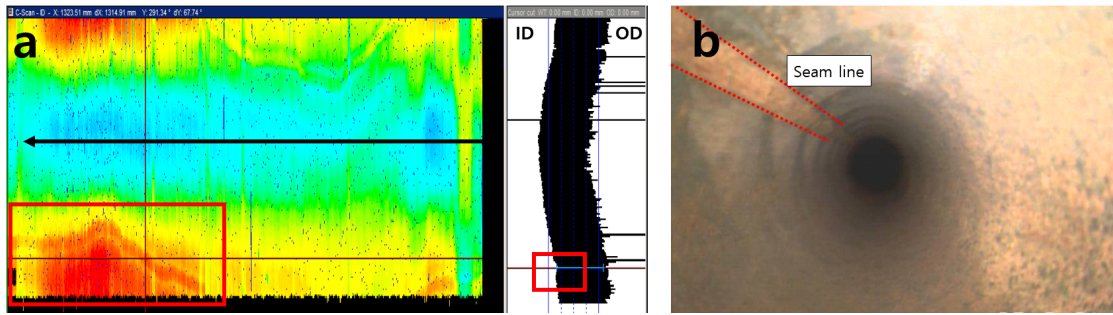 C-Scan - ID - X: 1323.51 mm dX: 1314.91 mm Y: 291.34 ° dY: 67.74 °
Cursor cut WT: 0.00 mm ID: 0.00 mm OD: 0.00 mm
a
ID
OD
b
Seam line